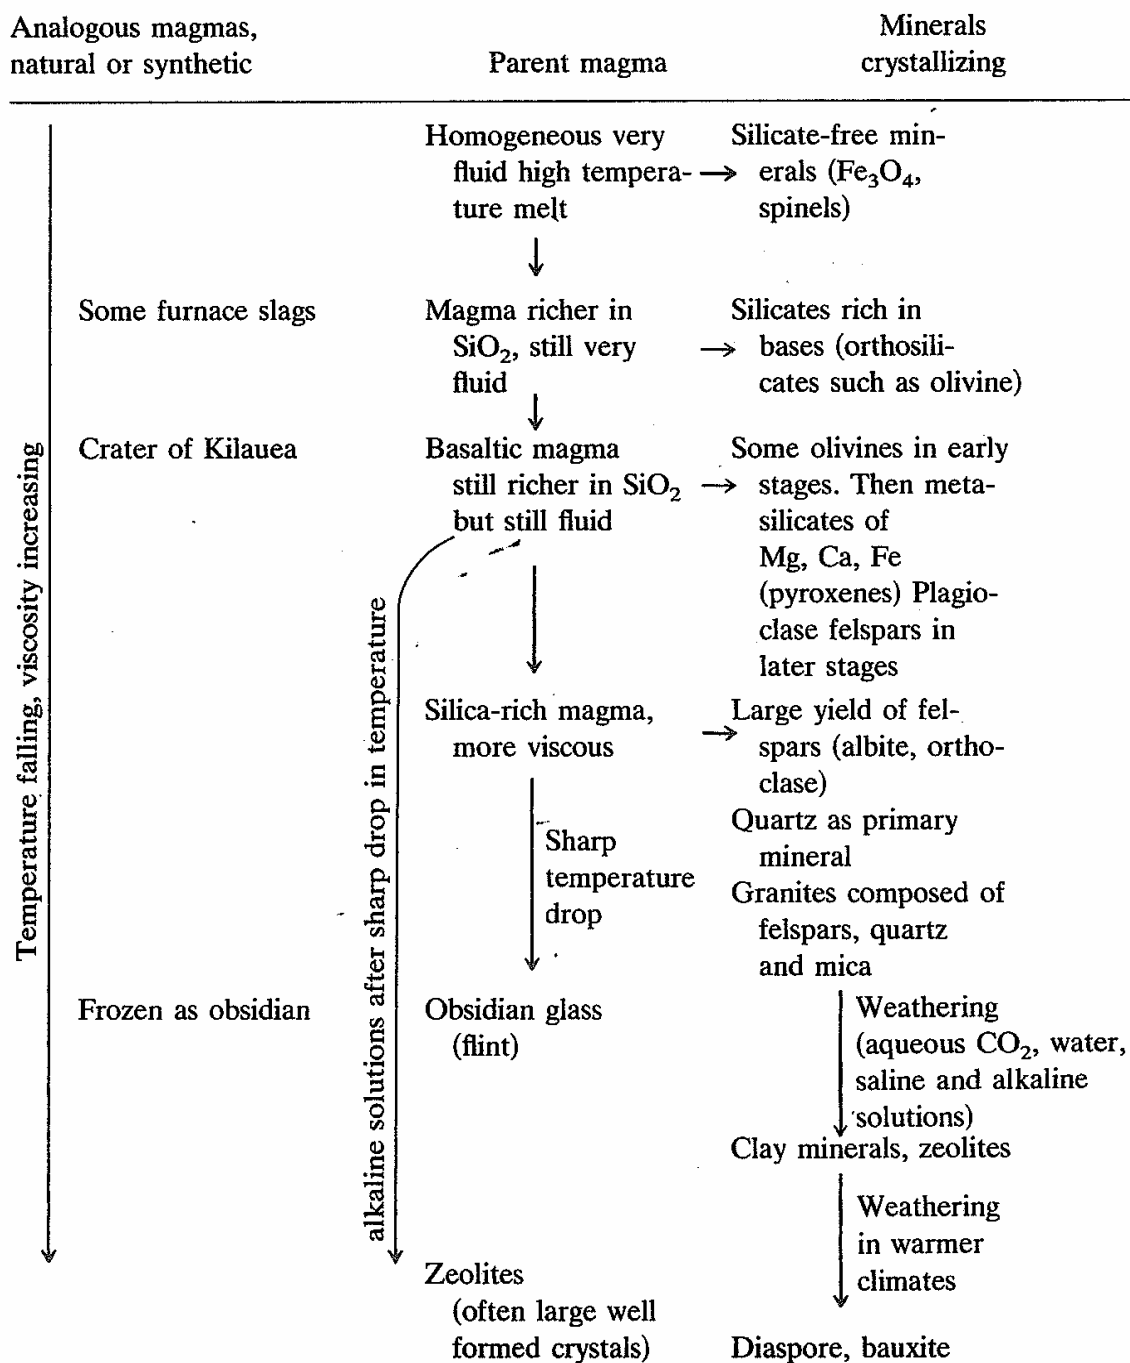 Analogous magmas,
natural or synthetic
Parent magma
Minerals
crystallizing
Temperature falling, viscosity increasing
Homogeneous very
fluid high tempera-
ture melt
Silicate-free min-
erals (Fe₃O₄,
spinels)
Some furnace slags
Magma richer in
SiO₂, still very
fluid
Silicates rich in
bases (orthosili-
cates such as olivine)
Crater of Kilauea
Basaltic magma
still richer in SiO₂
but still fluid
Some olivines in early
stages. Then meta-
silicates of
Mg, Ca, Fe
(pyroxenes) Plagio-
clase felspars in
later stages
alkaline solutions after sharp drop in temperature
Silica-rich magma,
more viscous
Large yield of fel-
spars (albite, ortho-
clase)
Quartz as primary
mineral
Granites composed of
felspars, quartz
and mica
Sharp
temperature
drop
Frozen as obsidian
Obsidian glass
(flint)
Weathering
(aqueous CO₂, water,
saline and alkaline
solutions)
Clay minerals, zeolites
Weathering
in warmer
climates
Zeolites
(often large well
formed crystals)
Diaspore, bauxite